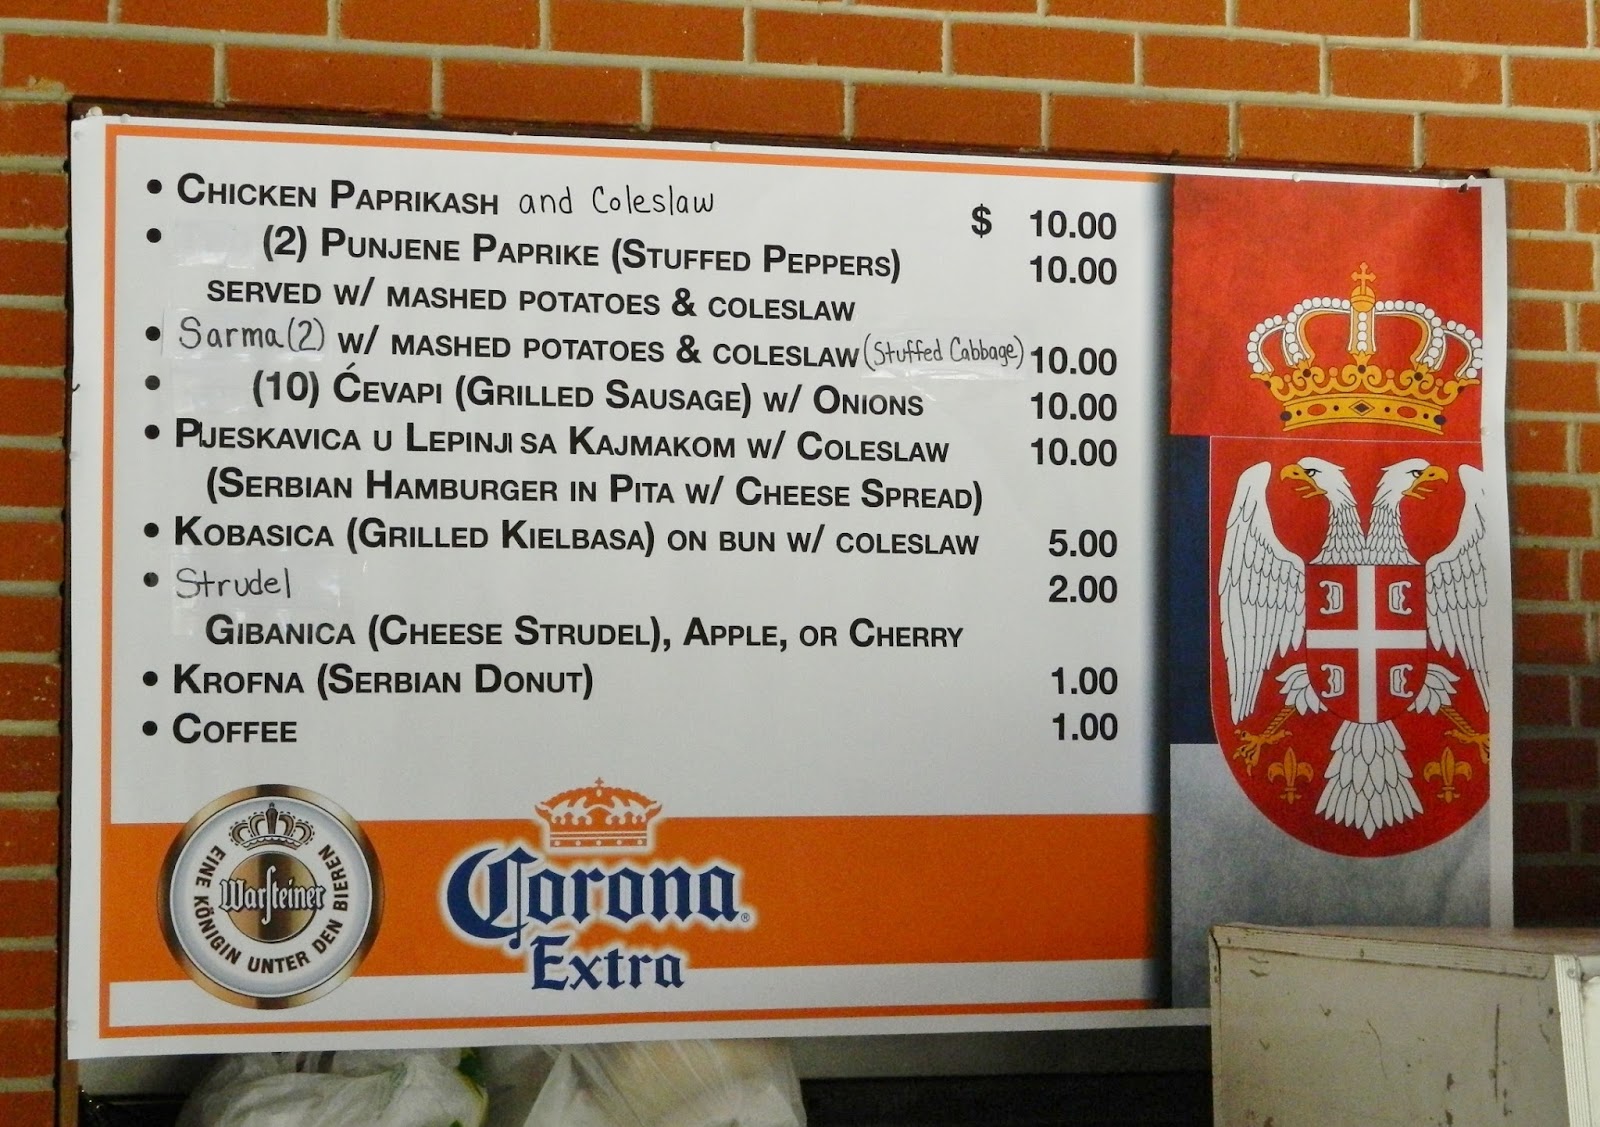 • Chicken Paprikash and Coleslaw $ 10.00
• (2) Punjene Paprike (Stuffed Peppers) 10.00
served w/ mashed potatoes & coleslaw
• Sarma (2) w/ mashed potatoes & coleslaw (Stuffed Cabbage) 10.00
• (10) Ćevapi (Grilled Sausage) w/ Onions 10.00
• Pljeskavica u Lepinji sa Kajmakom w/ Coleslaw 10.00
(Serbian Hamburger in Pita w/ Cheese Spread)
• Kobasica (Grilled Kielbasa) on bun w/ coleslaw 5.00
• Strudel 2.00
Gibanica (Cheese Strudel), Apple, or Cherry
• Krofna (Serbian Donut) 1.00
• Coffee 1.00
Warsteiner
EINE KÖNIGIN UNTER DEN BIEREN
Corona®
Extra